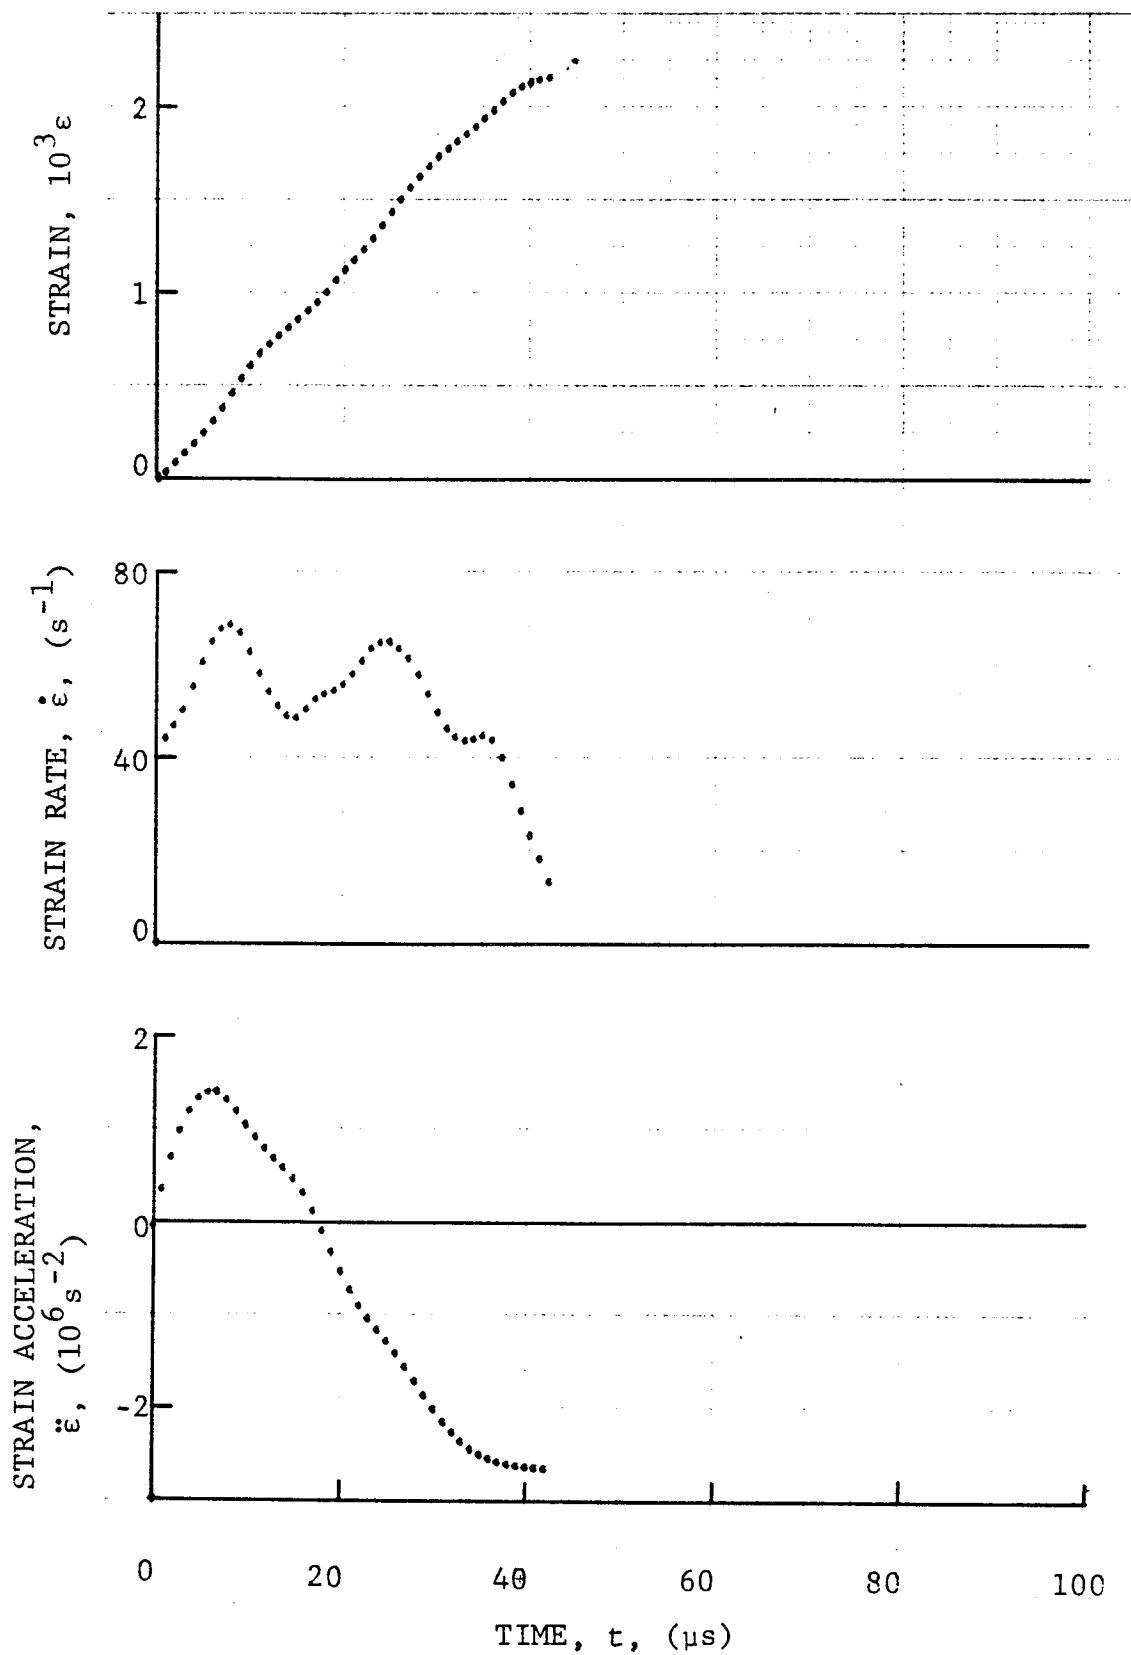 STRAIN, 10³ε
2
1
0
STRAIN RATE, ε̇, (s⁻¹)
80
40
0
STRAIN ACCELERATION,
ε̈, (10⁶s⁻²)
2
0
-2
0 20 40 60 80 100
TIME, t, (μs)